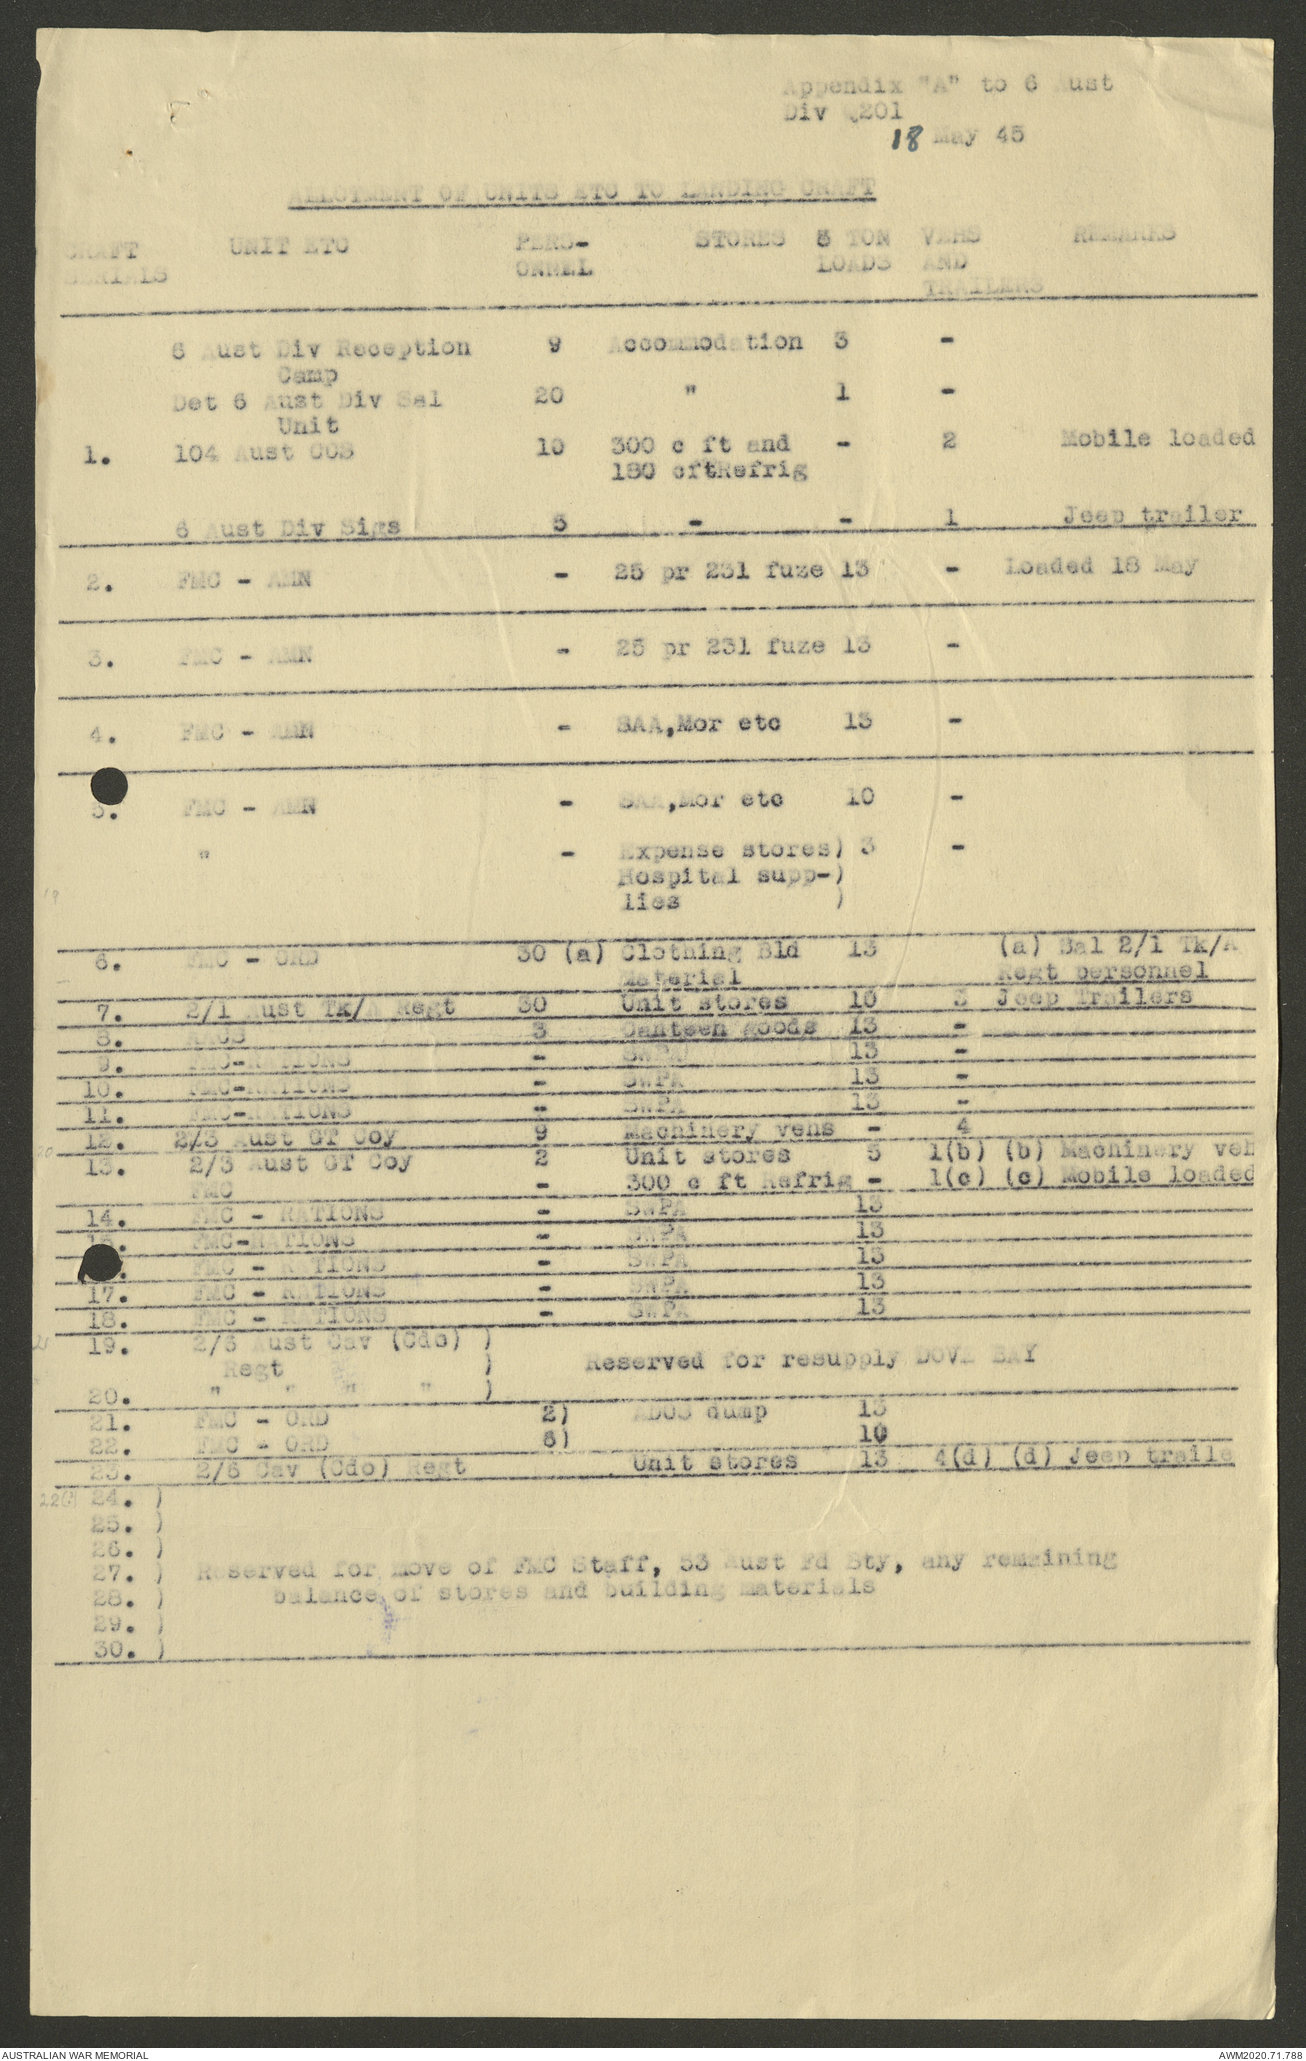 Appendix "A" to 6 Aust
Div Q201
18 May 45
ALLOTMENT OF UNITS ETC TO LANDING CRAFT
CRAFT SERIALS UNIT ETC PERS-ONNEL STORES 3 TON LOADS VEHS AND TRAILERS REMARKS
6 Aust Div Reception 9 Accommodation 3 -
Camp
Det 6 Aust Div Sal 20 " 1 -
Unit
1. 104 Aust CCS 10 300 c ft and - 2 Mobile loaded
180 cftRefrig
6 Aust Div Sigs 5 - - 1 Jeep trailer
2. FMC - AMN - 25 pr 231 fuze 13 - Loaded 18 May
3. FMC - AMN - 25 pr 231 fuze 13 -
4. FMC - AMN - SAA,Mor etc 13 -
5. FMC - AMN - SAA,Mor etc 10 -
" - Expense stores) 3 -
Hospital supp-)
lies )
6. FMC - ORD 30 (a) Clothing Bld 13 (a) Sal 2/1 Tk/A
Material Regt personnel
7. 2/1 Aust Tk/A Regt 30 Unit stores 10 3 Jeep Trailers
8. AACS 3 Canteen goods 13 -
9. FMC-RATIONS - SWPA 13 -
10. FMC-RATIONS - SWPA 13 -
11. FMC-RATIONS - SWPA 13 -
12. 2/3 Aust GT Coy 9 Machinery vehs - 4
13. 2/3 Aust GT Coy 2 Unit stores 5 1(b) (b) Machinery veh
FMC - 300 c ft Refrig - 1(c) (c) Mobile loaded
14. FMC - RATIONS - SWPA 13
15. FMC-RATIONS - SWPA 13
. FMC - RATIONS - SWPA 13
17. FMC - RATIONS - SWPA 13
18. FMC - RATIONS - SWPA 13
19. 2/6 Aust Cav (Cdo) )
Regt ) Reserved for resupply DOVE BAY
20. " " " " )
21. FMC - ORD 2) ADOS dump 13
22. FMC - ORD 5) 10
23. 2/6 Cav (Cdo) Regt Unit stores 13 4(d) (d) Jeep traile
24. )
25. )
26. )
27. ) Reserved for move of FMC Staff, 53 Aust Fd Sty, any remaining
28. ) balance of stores and building materials
29. )
30. )
AUSTRALIAN WAR MEMORIAL AWM2020.71.788